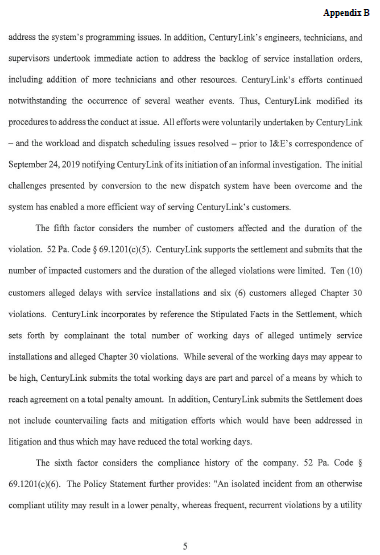 Appendix B
address the system's programming issues. In addition, CenturyLink's engineers, technicians, and
supervisors undertook immediate action to address the backlog of service installation orders,
including addition of more technicians and other resources. CenturyLink's efforts continued
notwithstanding the occurrence of several weather events. Thus, CenturyLink modified its
procedures to address the conduct at issue. All efforts were voluntarily undertaken by CenturyLink
– and the workload and dispatch scheduling issues resolved – prior to I&E's correspondence of
September 24, 2019 notifying CenturyLink of its initiation of an informal investigation. The initial
challenges presented by conversion to the new dispatch system have been overcome and the
system has enabled a more efficient way of serving CenturyLink's customers.
The fifth factor considers the number of customers affected and the duration of the
violation. 52 Pa. Code § 69.1201(c)(5). CenturyLink supports the settlement and submits that the
number of impacted customers and the duration of the alleged violations were limited. Ten (10)
customers alleged delays with service installations and six (6) customers alleged Chapter 30
violations. CenturyLink incorporates by reference the Stipulated Facts in the Settlement, which
sets forth by complainant the total number of working days of alleged untimely service
installations and alleged Chapter 30 violations. While several of the working days may appear to
be high, CenturyLink submits the total working days are part and parcel of a means by which to
reach agreement on a total penalty amount. In addition, CenturyLink submits the Settlement does
not include countervailing facts and mitigation efforts which would have been addressed in
litigation and thus which may have reduced the total working days.
The sixth factor considers the compliance history of the company. 52 Pa. Code §
69.1201(c)(6). The Policy Statement further provides: "An isolated incident from an otherwise
compliant utility may result in a lower penalty, whereas frequent, recurrent violations by a utility
5